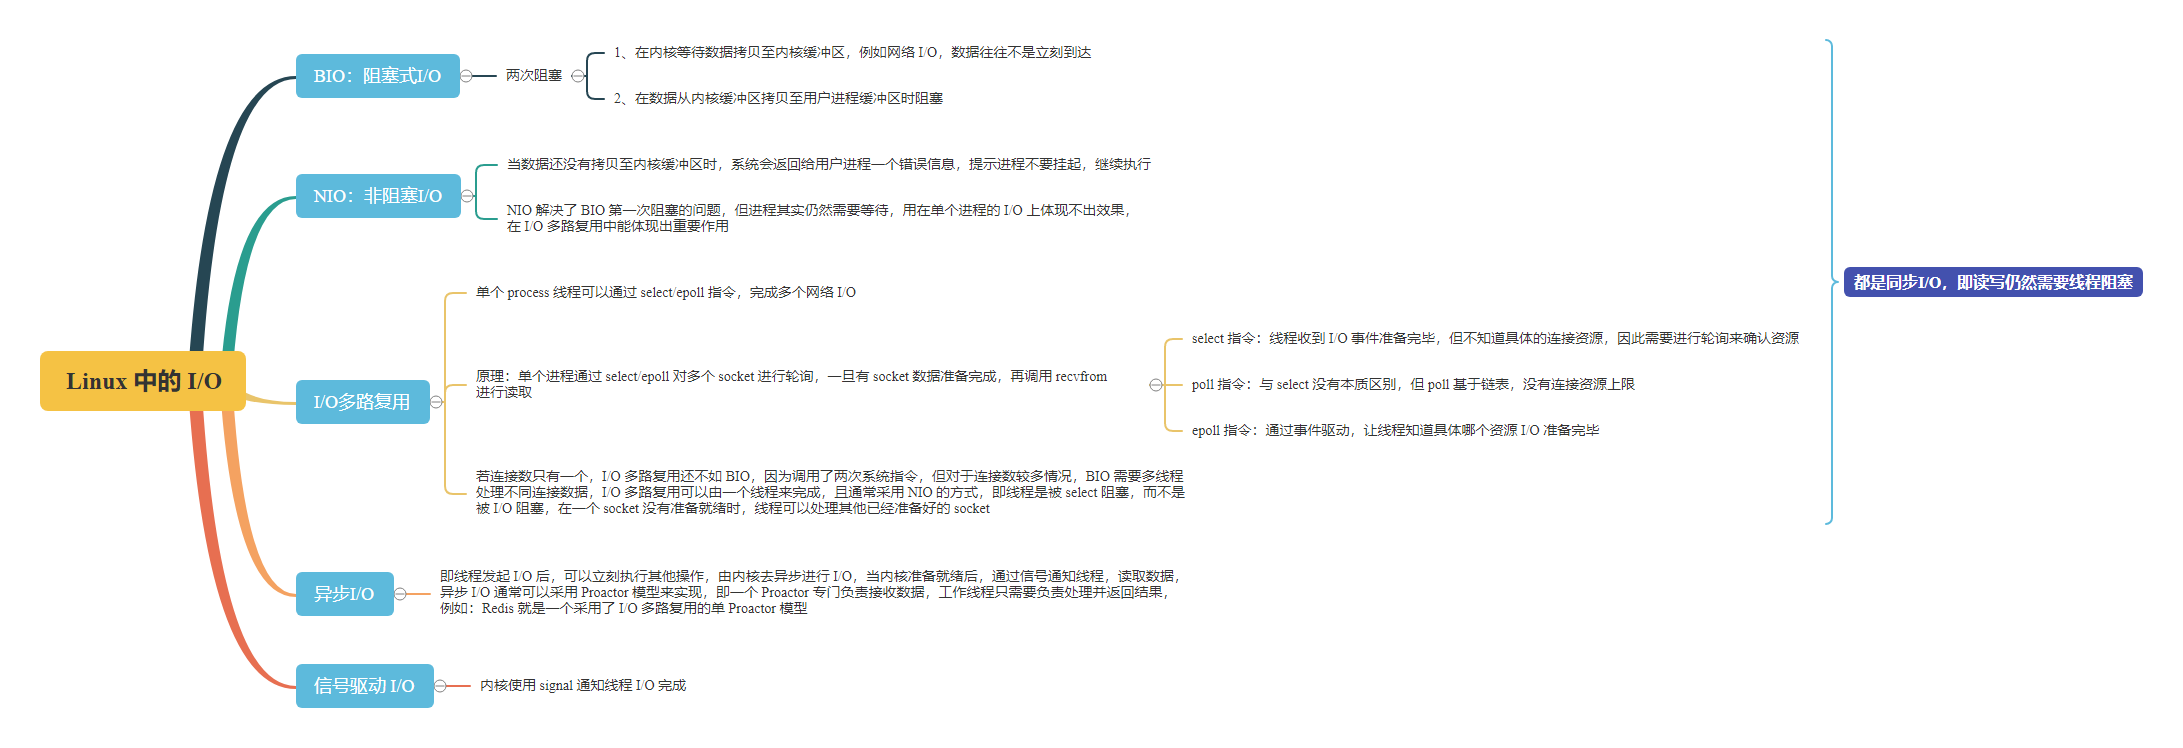 Linux 中的 I/O
BIO：阻塞式I/O
两次阻塞
1、在内核等待数据拷贝至内核缓冲区，例如网络 I/O，数据往往不是立刻到达
2、在数据从内核缓冲区拷贝至用户进程缓冲区时阻塞
NIO：非阻塞I/O
当数据还没有拷贝至内核缓冲区时，系统会返回给用户进程一个错误信息，提示进程不要挂起，继续执行
NIO 解决了 BIO 第一次阻塞的问题，但进程其实仍然需要等待，用在单个进程的 I/O 上体现不出效果，
在 I/O 多路复用中能体现出重要作用
I/O多路复用
单个 process 线程可以通过 select/epoll 指令，完成多个网络 I/O
原理：单个进程通过 select/epoll 对多个 socket 进行轮询，一旦有 socket 数据准备完成，再调用 recvfrom
进行读取
select 指令：线程收到 I/O 事件准备完毕，但不知道具体的连接资源，因此需要进行轮询来确认资源
poll 指令：与 select 没有本质区别，但 poll 基于链表，没有连接资源上限
epoll 指令：通过事件驱动，让线程知道具体哪个资源 I/O 准备完毕
若连接数只有一个，I/O 多路复用还不如 BIO，因为调用了两次系统指令，但对于连接数较多情况，BIO 需要多线程
处理不同连接数据，I/O 多路复用可以由一个线程来完成，且通常采用 NIO 的方式，即线程是被 select 阻塞，而不是
被 I/O 阻塞，在一个 socket 没有准备就绪时，线程可以处理其他已经准备好的 socket
都是同步I/O，即读写仍然需要线程阻塞
异步I/O
即线程发起 I/O 后，可以立刻执行其他操作，由内核去异步进行 I/O，当内核准备就绪后，通过信号通知线程，读取数据，
异步 I/O 通常可以采用 Proactor 模型来实现，即一个 Proactor 专门负责接收数据，工作线程只需要负责处理并返回结果，
例如：Redis 就是一个采用了 I/O 多路复用的单 Proactor 模型
信号驱动 I/O
内核使用 signal 通知线程 I/O 完成